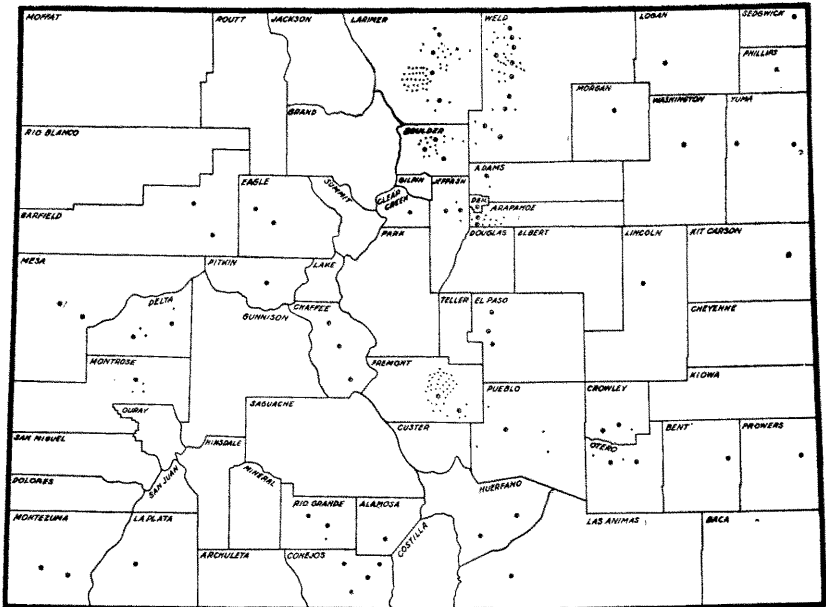 MOFFAT
ROUTT
JACKSON
LARIMER
WELD
LOGAN
SEDGWICK
PHILLIPS
MORGAN
WASHINGTON
YUMA
GRAND
RIO BLANCO
BOULDER
ADAMS
GILPIN
JEFF'RSN
EAGLE
SUMMIT
CLEAR
CREEK
DEN.
ARAPAHOE
GARFIELD
PARK
DOUGLAS
ELBERT
LINCOLN
KIT CARSON
MESA
PITKIN
LAKE
DELTA
GUNNISON
CHAFFEE
TELLER
EL PASO
CHEYENNE
MONTROSE
FREMONT
KIOWA
PUEBLO
CROWLEY
OURAY
SAGUACHE
CUSTER
BENT
PROWERS
SAN MIGUEL
HINSDALE
OTERO
DOLORES
SAN JUAN
MINERAL
HUERFANO
RIO GRANDE
ALAMOSA
COSTILLA
MONTEZUMA
LA PLATA
LAS ANIMAS
BACA
ARCHULETA
CONEJOS